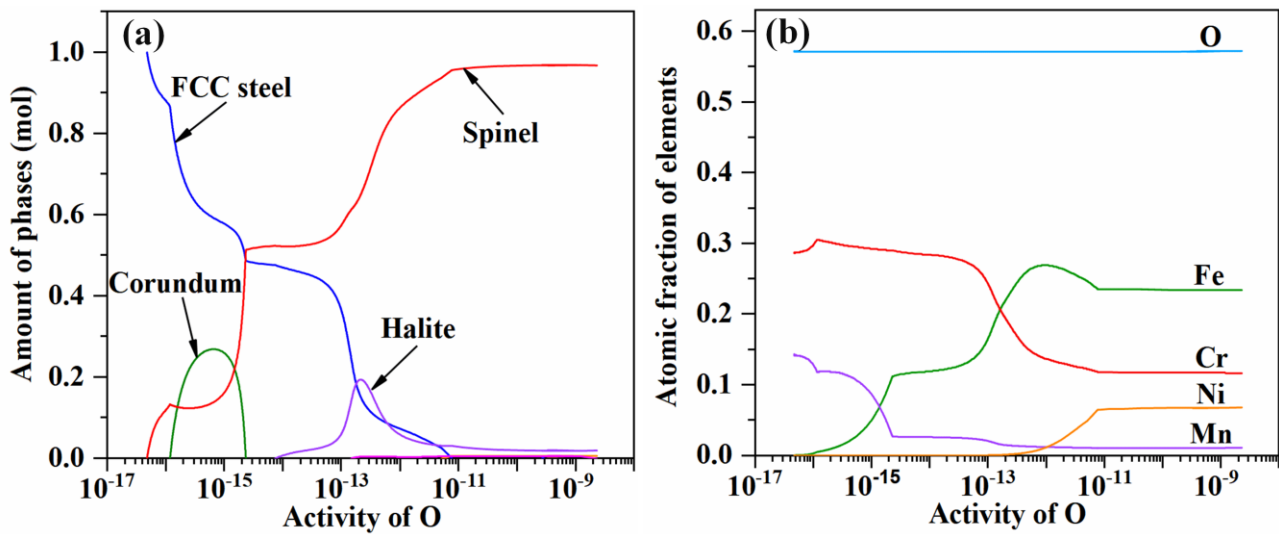 (a)
Amount of phases (mol)
1.0
0.8
0.6
0.4
0.2
0.0
FCC steel
Spinel
Corundum
Halite
10-17
10-15
10-13
10-11
10-9
Activity of O
(b)
Atomic fraction of elements
0.6
0.5
0.4
0.3
0.2
0.1
0.0
O
Fe
Cr
Ni
Mn
10-17
10-15
10-13
10-11
10-9
Activity of O